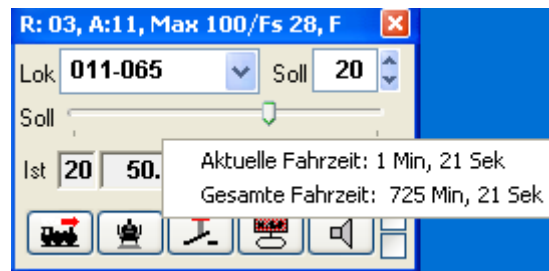 R: 03, A:11, Max 100/Fs 28, F
Lok 011-065 Soll 20
Soll
Ist 20 50.
Aktuelle Fahrzeit: 1 Min, 21 Sek
Gesamte Fahrzeit: 725 Min, 21 Sek